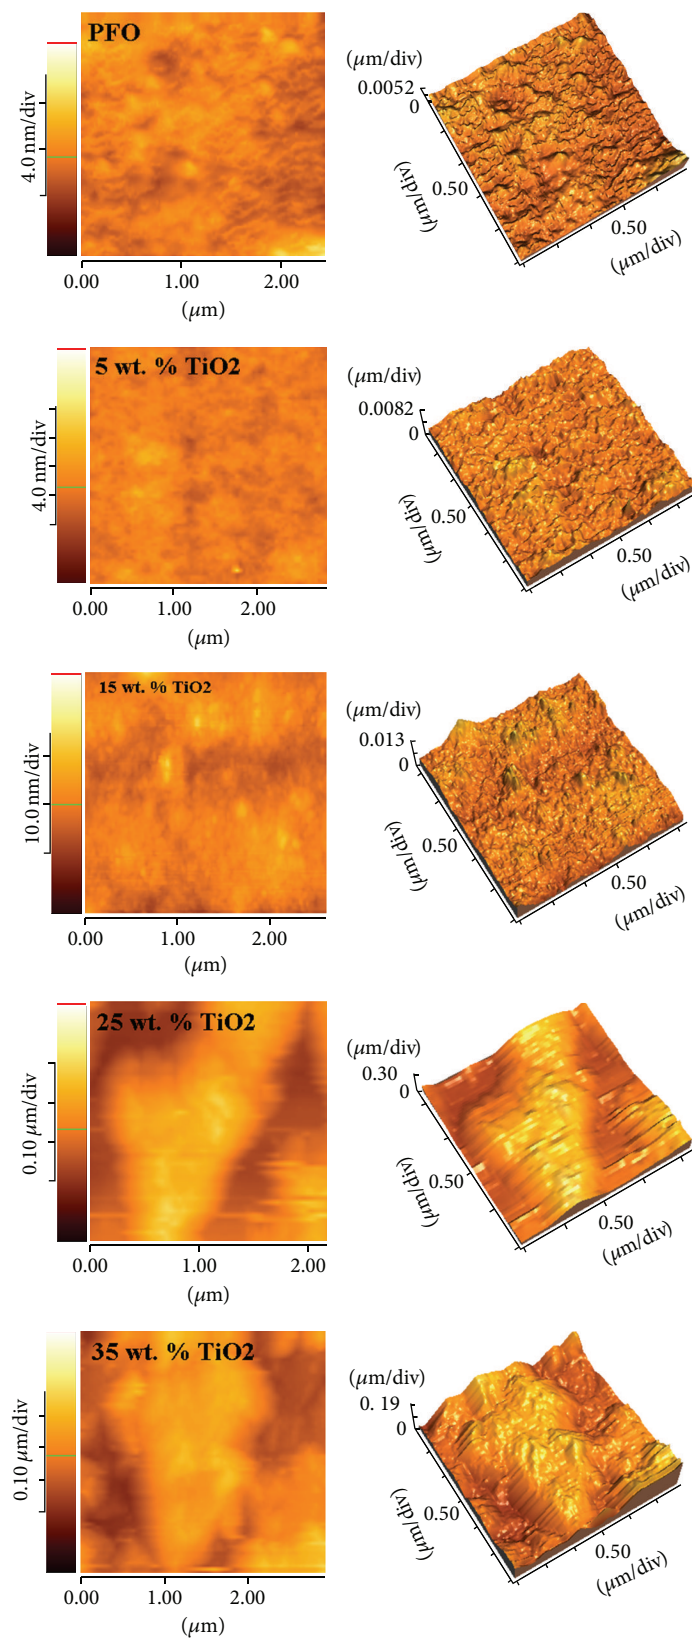 PFO
4.0 nm/div
0.00 1.00 2.00
(μm)
(μm/div)
0.0052
0
0.50
(μm/div)
0.50
(μm/div)
5 wt. % TiO2
4.0 nm/div
0.00 1.00 2.00
(μm)
(μm/div)
0.0082
0
0.50
(μm/div)
0.50
(μm/div)
15 wt. % TiO2
10.0 nm/div
0.00 1.00 2.00
(μm)
(μm/div)
0.013
0
0.50
(μm/div)
0.50
(μm/div)
25 wt. % TiO2
0.10 μm/div
0.00 1.00 2.00
(μm)
(μm/div)
0.30
0
0.50
(μm/div)
0.50
(μm/div)
35 wt. % TiO2
0.10 μm/div
0.00 1.00 2.00
(μm)
(μm/div)
0. 19
0
0.50
(μm/div)
0.50
(μm/div)